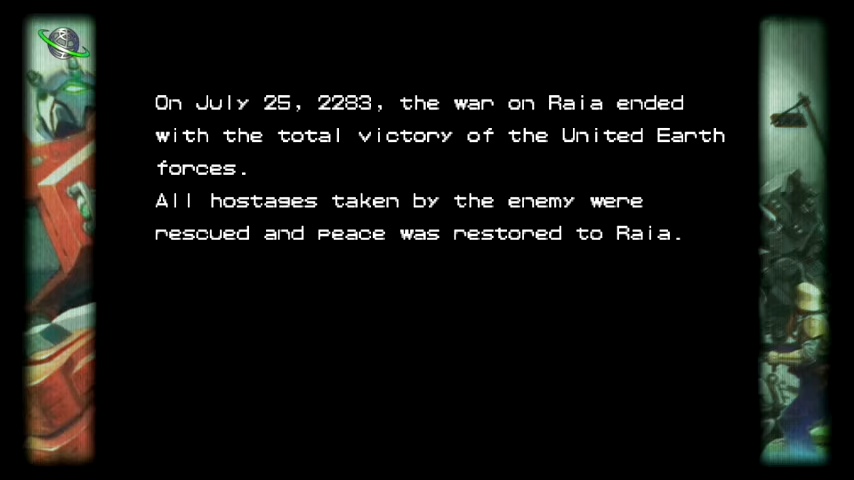 On July 25, 2283, the war on Raia ended
with the total victory of the United Earth
forces.
All hostages taken by the enemy were
rescued and peace was restored to Raia.